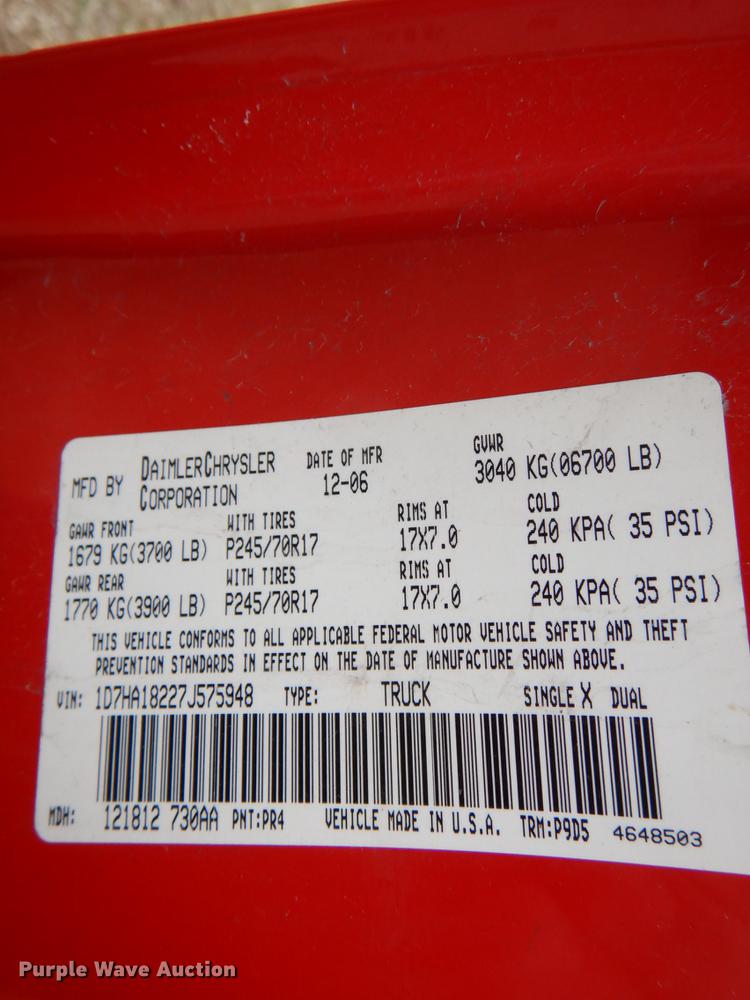 MFD BY DAIMLERCHRYSLER CORPORATION DATE OF MFR 12-06 GVWR 3040 KG(06700 LB)
GAWR FRONT WITH TIRES RIMS AT COLD
1679 KG(3700 LB) P245/70R17 17X7.0 240 KPA( 35 PSI)
GAWR REAR WITH TIRES RIMS AT COLD
1770 KG(3900 LB) P245/70R17 17X7.0 240 KPA( 35 PSI)
THIS VEHICLE CONFORMS TO ALL APPLICABLE FEDERAL MOTOR VEHICLE SAFETY AND THEFT
PREVENTION STANDARDS IN EFFECT ON THE DATE OF MANUFACTURE SHOWN ABOVE.
VIN: 1D7HA18227J575948 TYPE: TRUCK SINGLE X DUAL
MDH: 121812 730AA PNT:PR4 VEHICLE MADE IN U.S.A. TRM:P9D5 4648503
Purple Wave Auction